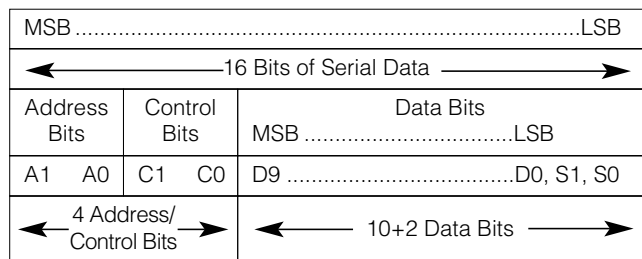 MSB ..........................................................................LSB
16 Bits of Serial Data
Address Bits
Control Bits
Data Bits
MSB ...............................LSB
A1 A0
C1 C0
D9 ..................................D0, S1, S0
4 Address/
Control Bits
10+2 Data Bits